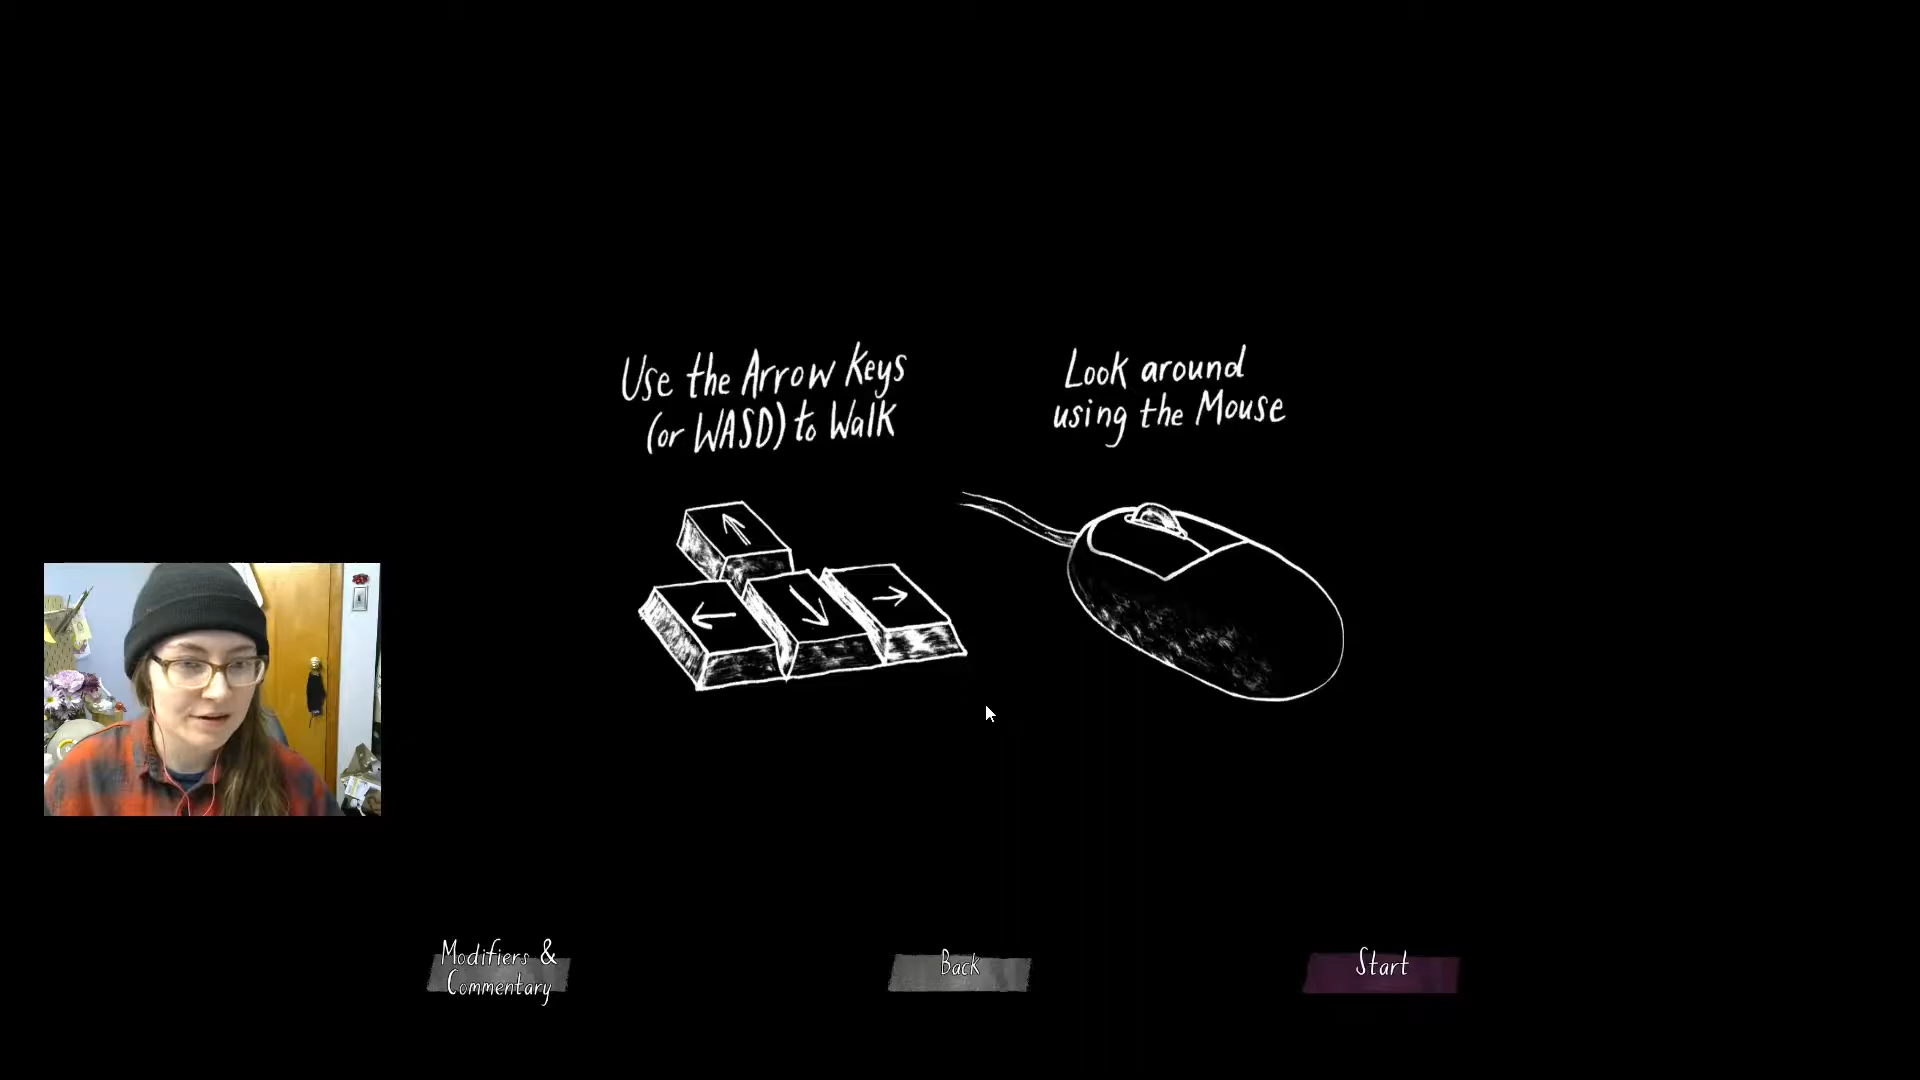 Use the Arrow Keys
(or WASD) to Walk
Look around
using the Mouse
Modifiers &
Commentary
Back
Start